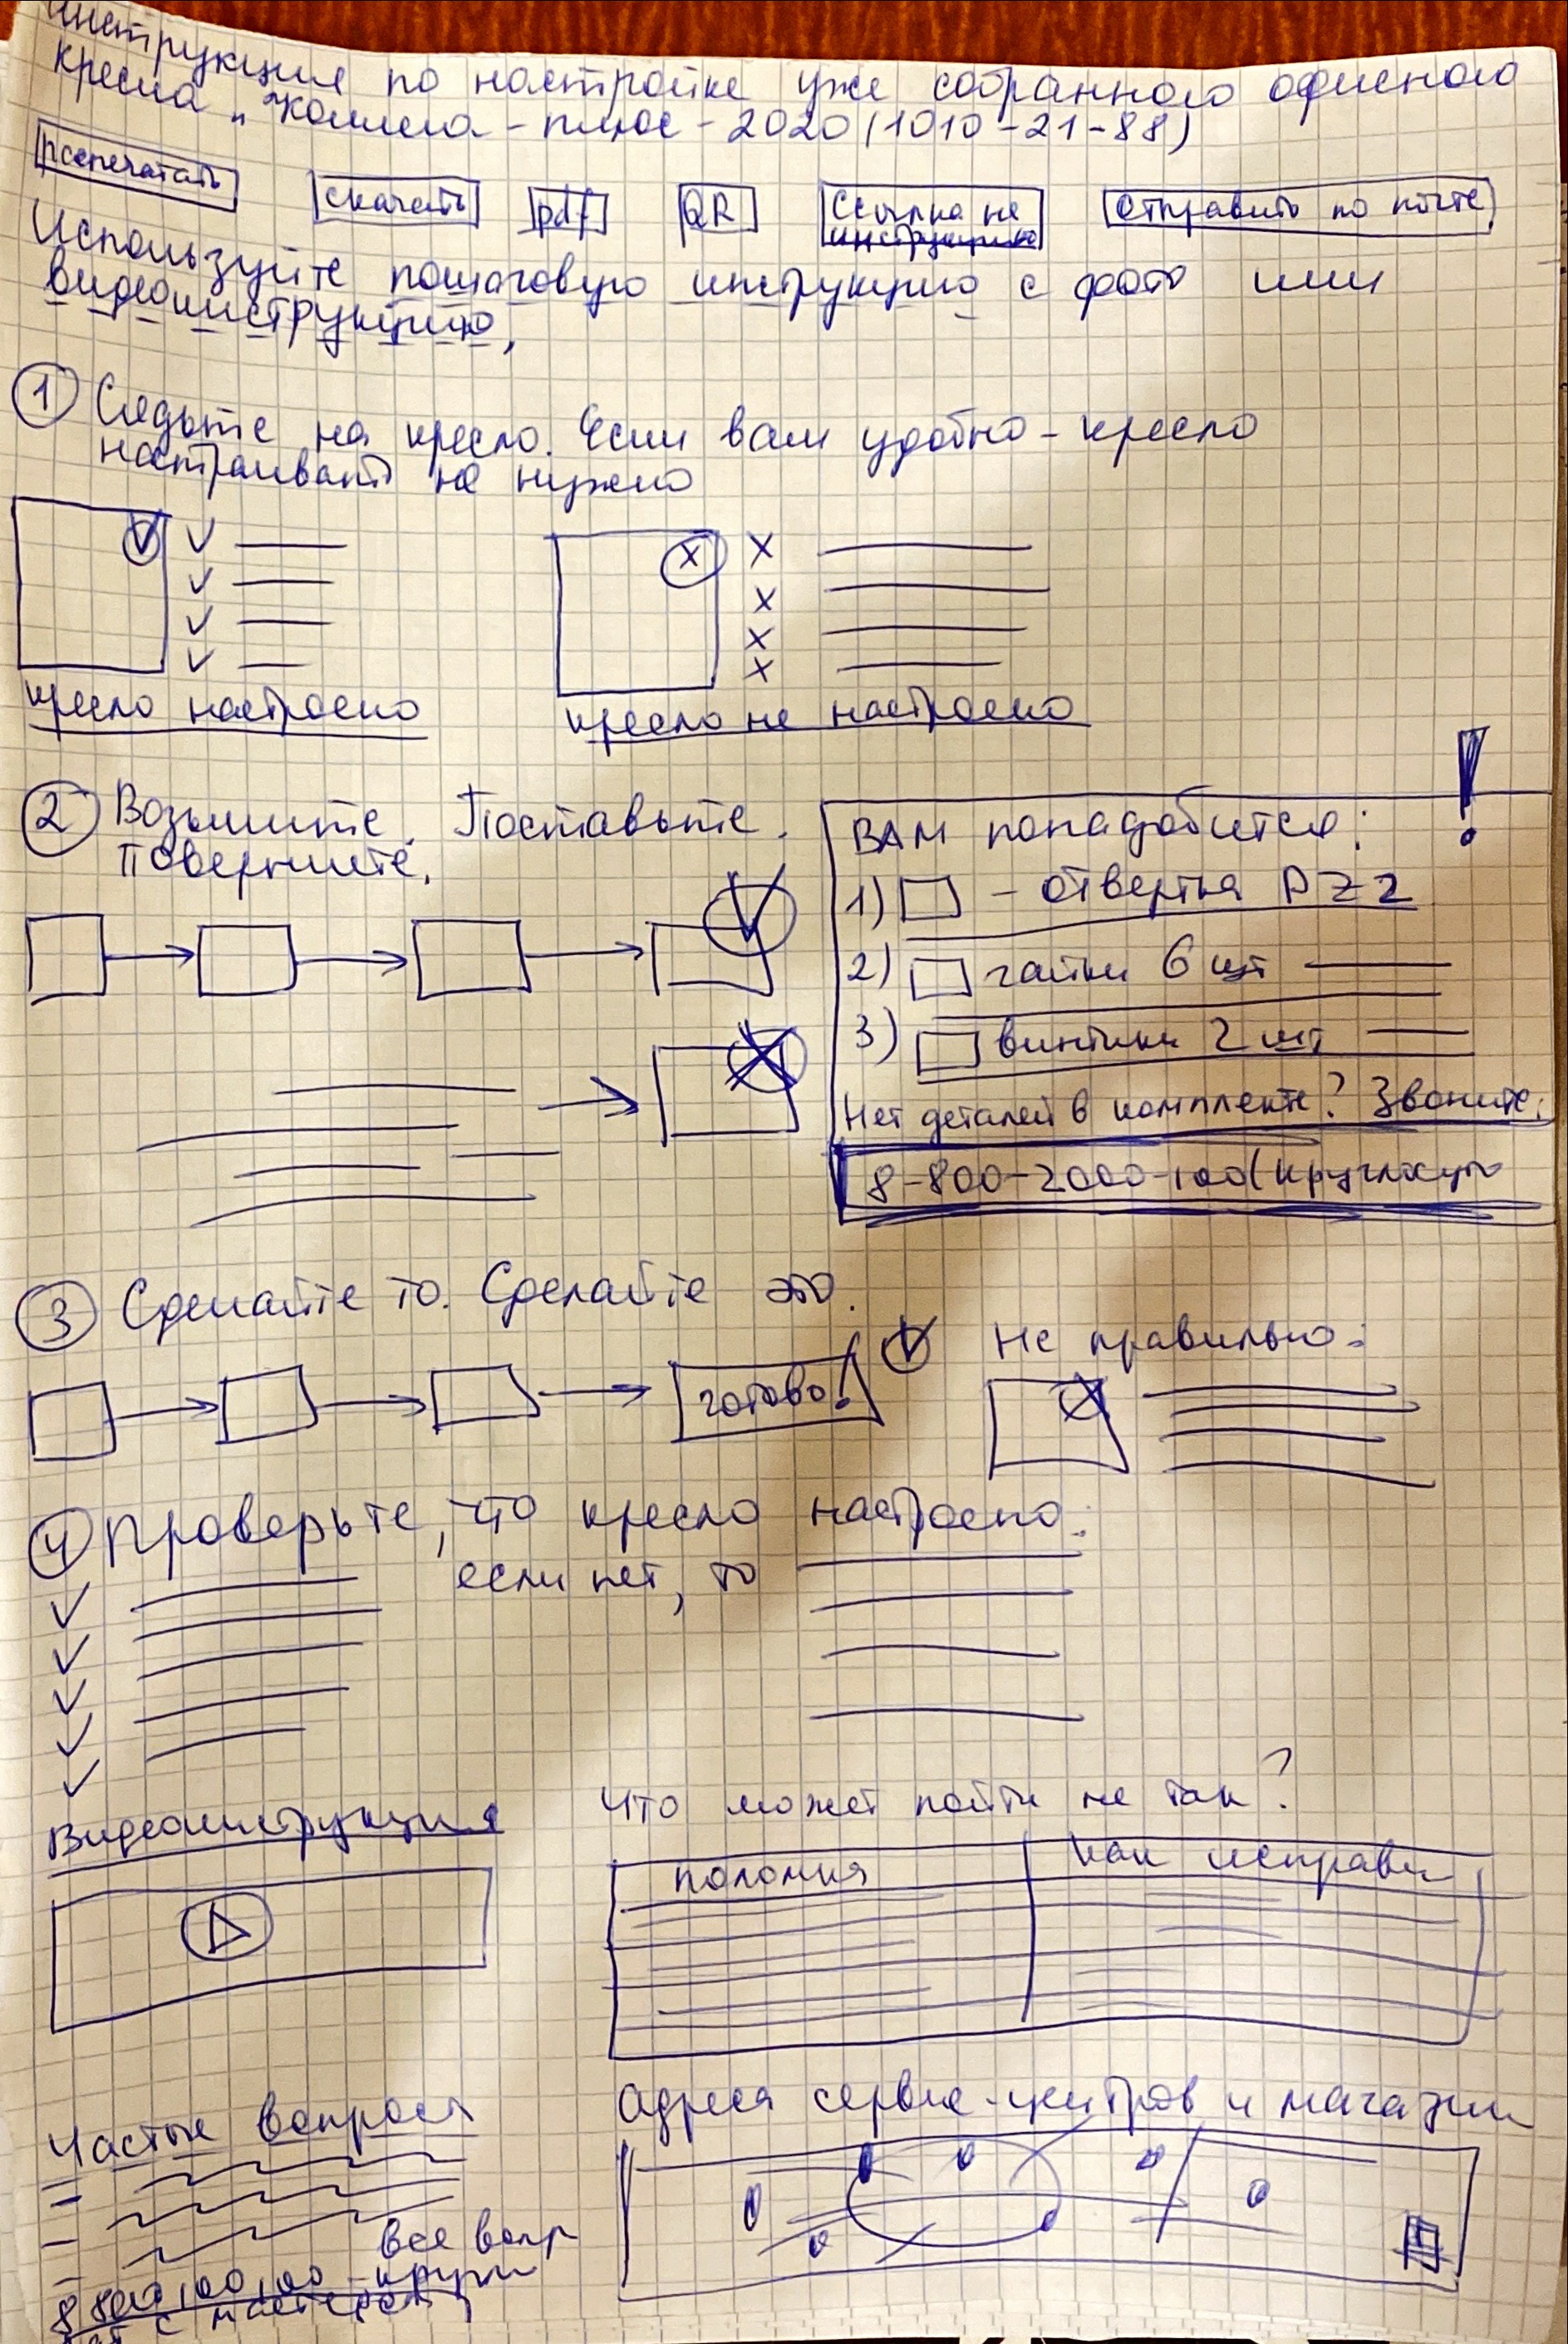 инструкция по настройке уже собранного офисного
кресла „Коллега-плюс-2020 (1010-21-88)
Распечатать
скачать
pdf
QR
Ссылка на
инструкцию
Отправить по почте
Используйте пошаговую инструкцию с фото или
видеоинструкцию,
1 Сядьте на кресло. Если вам удобно - кресло
настраивать не нужно
кресло настроено
кресло не настроено
2 Возьмите. Поставьте.
Поверните.
!
ВАМ понадобится:
1) - отвертка PZ2
2) гайки 6 шт
3) винтики 2 шт
Нет деталей в комплекте? Звоните:
8-800-2000-100 (круглосут
3 Сделайте то. Сделайте это.
готово!
Не правильно:
4 Проверьте, что кресло настроено:
если нет, то
Видеоинструкция
Что может пойти не так?
поломка
как исправи
Частые вопросы
все вопр
8 800 100 100 - кругл
чат с мастером
Адреса сервис-центров и магазин